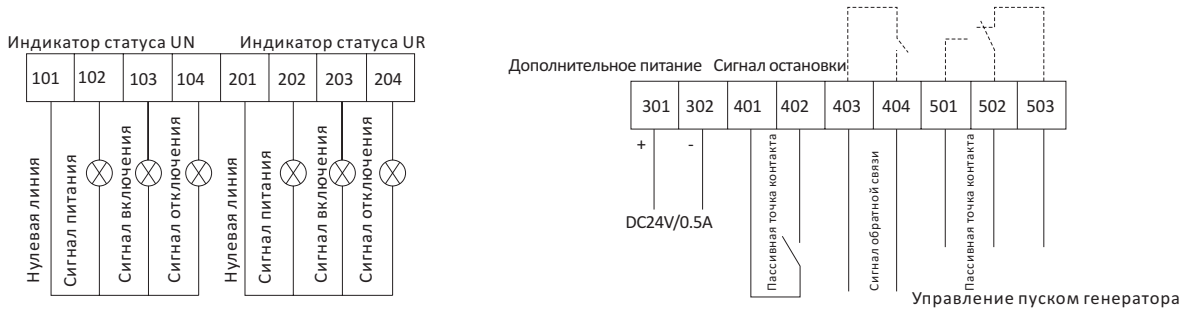 Индикатор статуса UN
Индикатор статуса UR
101 102 103 104 201 202 203 204
Нулевая линия
Сигнал питания
Сигнал включения
Сигнал отключения
Нулевая линия
Сигнал питания
Сигнал включения
Сигнал отключения
Дополнительное питание Сигнал остановки
301 302 401 402 403 404 501 502 503
+ -
DC24V/0.5A
Пассивная точка контакта
Сигнал обратной связи
Пассивная точка контакта
Управление пуском генератора